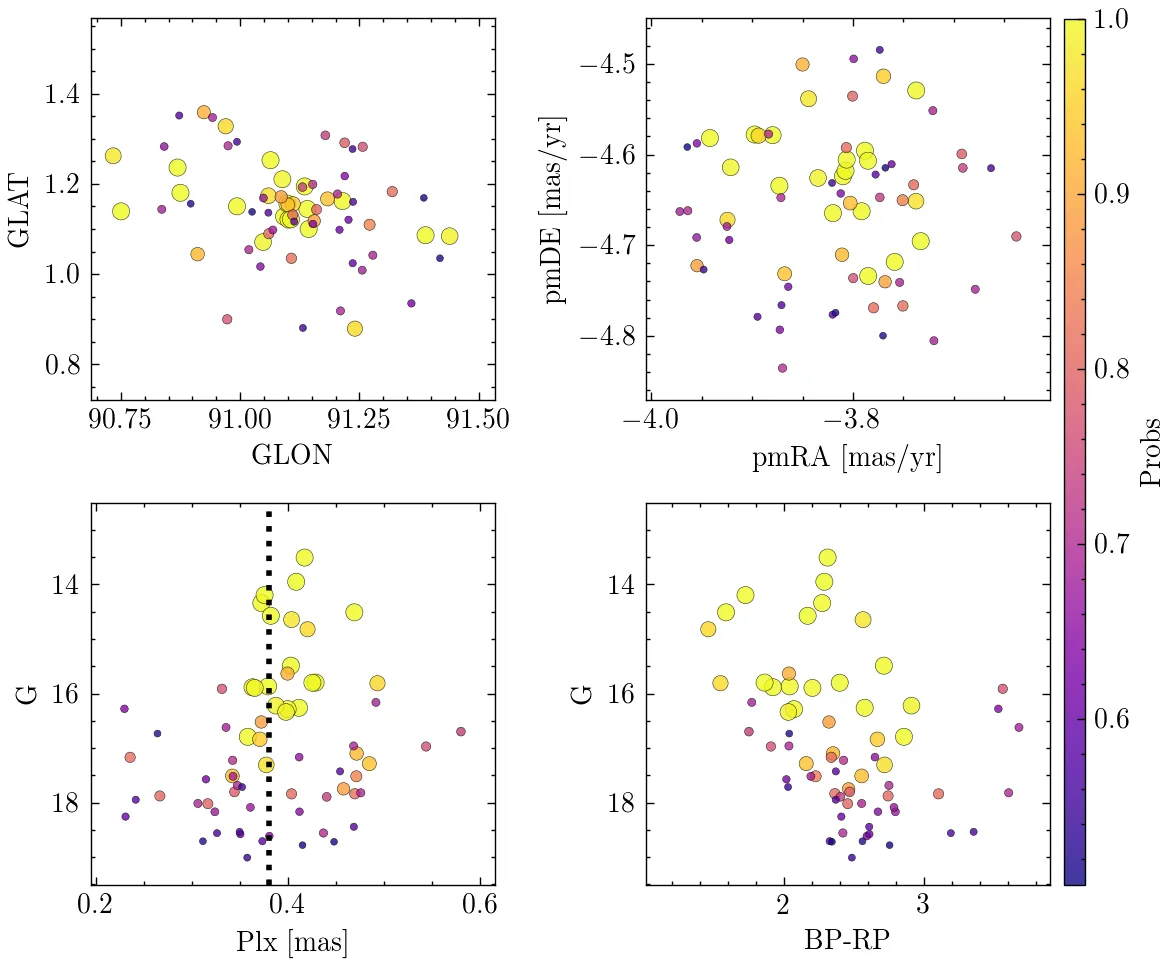 1.4
1.2
1.0
0.8
GLAT
90.75 91.00 91.25 91.50
GLON
−4.5
−4.6
−4.7
−4.8
pmDE [mas/yr]
−4.0 −3.8
pmRA [mas/yr]
1.0
0.9
0.8
0.7
0.6
Probs
14
16
18
G
0.2 0.4 0.6
Plx [mas]
14
16
18
G
2 3
BP-RP